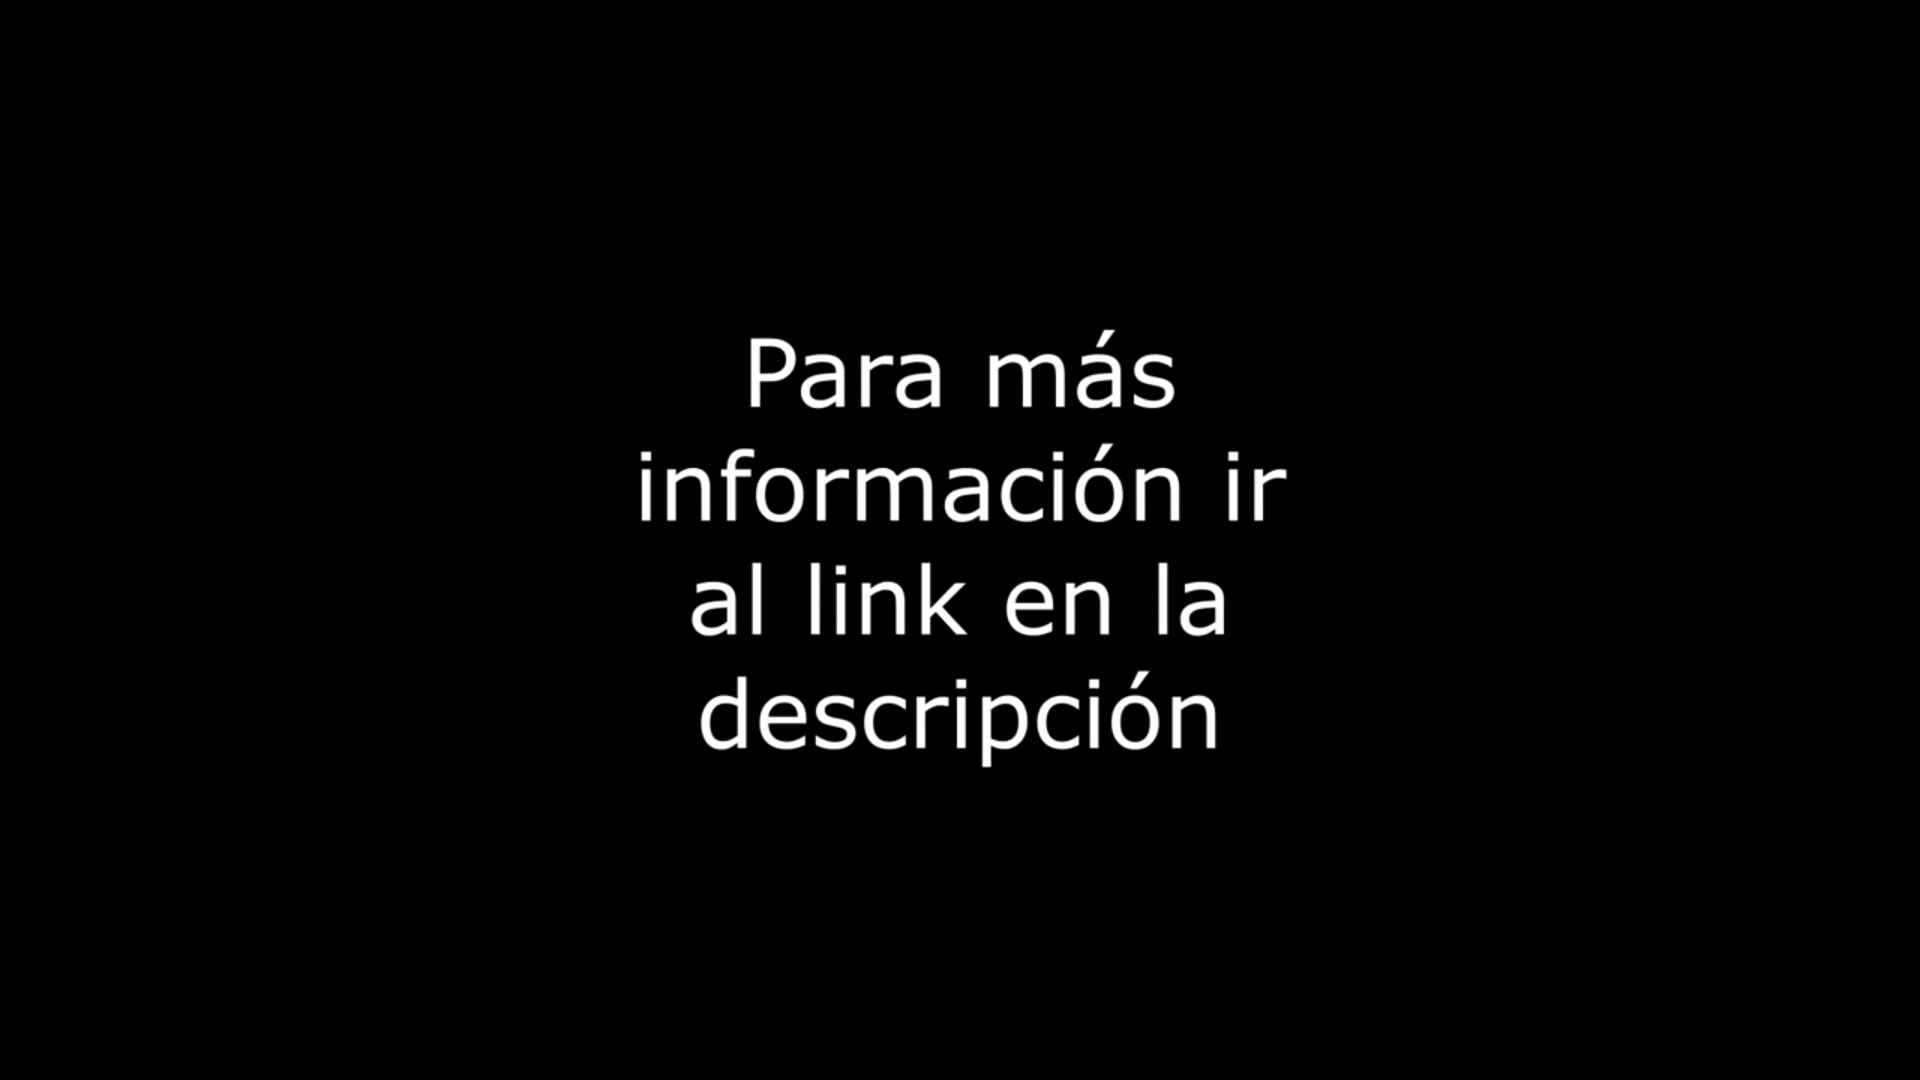 Para más
información ir
al link en la
descripción